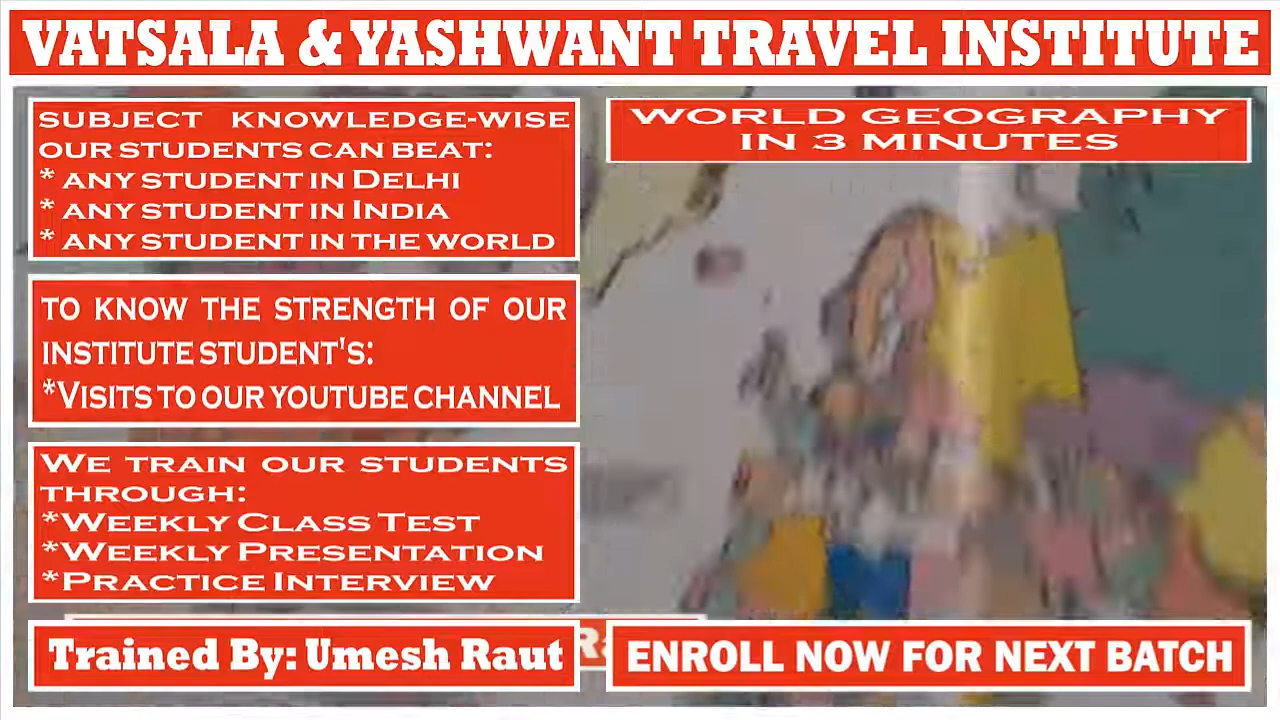 VATSALA & YASHWANT TRAVEL INSTITUTE
SUBJECT KNOWLEDGE-WISE
OUR STUDENTS CAN BEAT:
* ANY STUDENT IN DELHI
* ANY STUDENT IN INDIA
* ANY STUDENT IN THE WORLD
TO KNOW THE STRENGTH OF OUR
INSTITUTE STUDENT'S:
*VISITS TO OUR YOUTUBE CHANNEL
WE TRAIN OUR STUDENTS
THROUGH:
*WEEKLY CLASS TEST
*WEEKLY PRESENTATION
*PRACTICE INTERVIEW
Trained By: Umesh Raut
WORLD GEOGRAPHY
IN 3 MINUTES
ENROLL NOW FOR NEXT BATCH